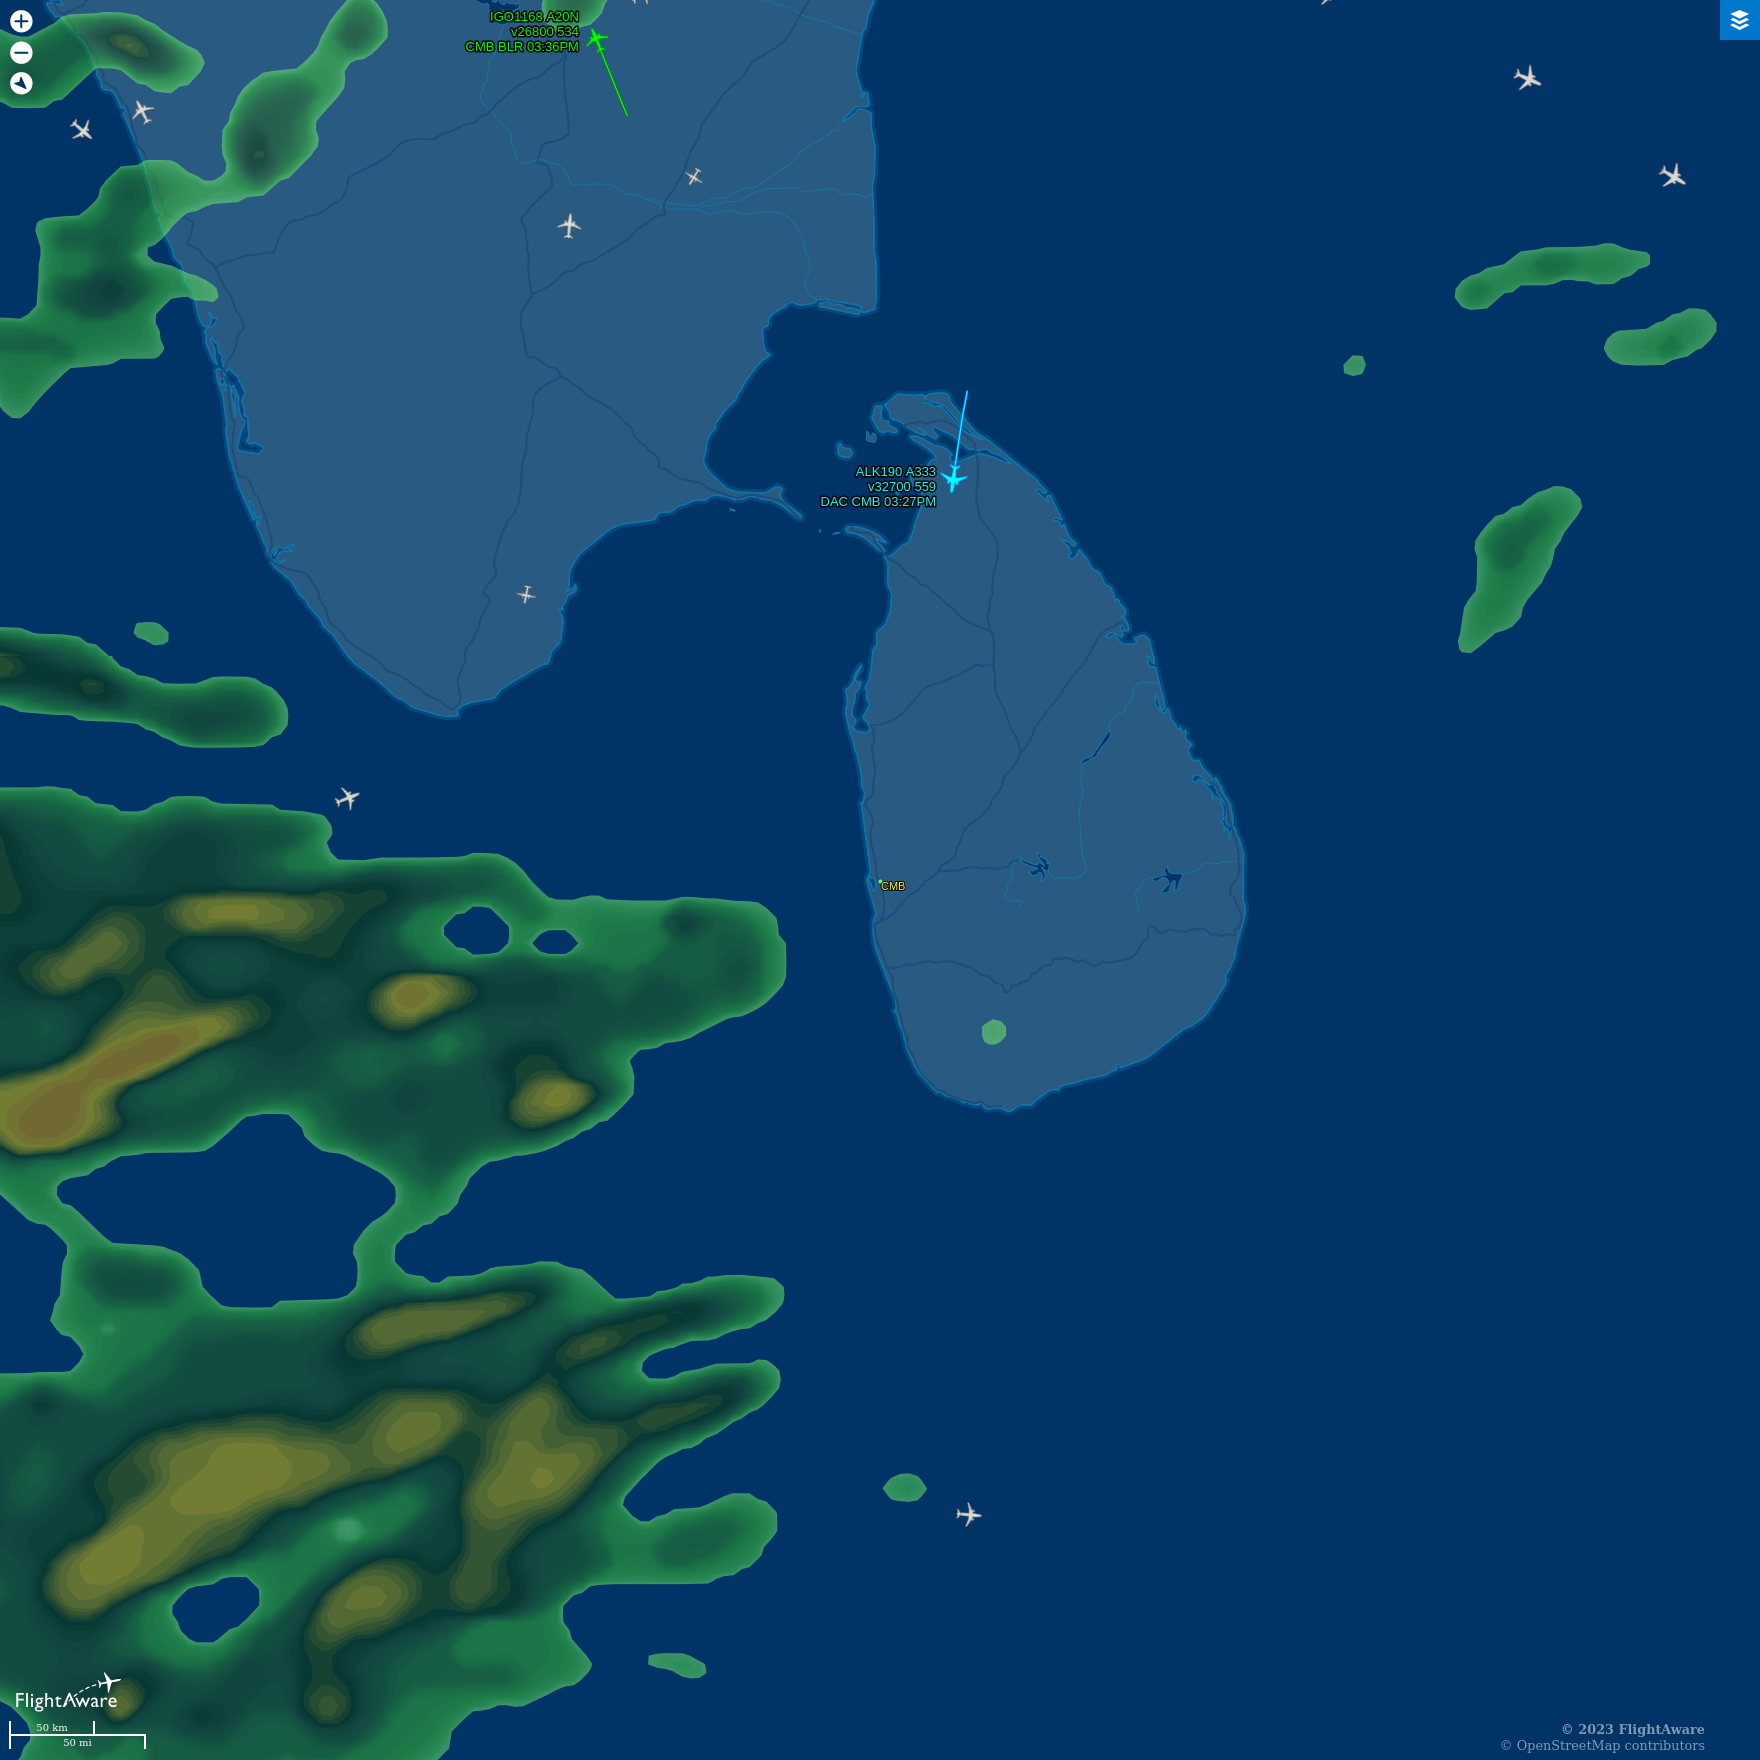 IGO1168 A20N
v26800 534
CMB BLR 03:36PM
ALK190 A333
v32700 559
DAC CMB 03:27PM
CMB
FlightAware
50 km
50 mi
© 2023 FlightAware
© OpenStreetMap contributors